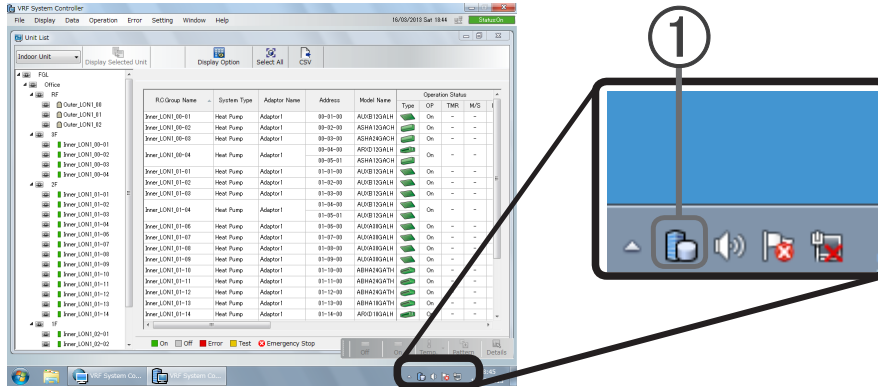 VRF System Controller
File Display Data Operation Error Setting Window Help 16/03/2013 Sat 18:44 Status:On
Unit List
Indoor Unit Display Selected Unit Display Option Select All CSV
FGL
Office
RF
Outer_LON1_00
Outer_LON1_01
Outer_LON1_02
3F
Inner_LON1_00-01
Inner_LON1_00-02
Inner_LON1_00-03
Inner_LON1_00-04
2F
Inner_LON1_01-01
Inner_LON1_01-02
Inner_LON1_01-03
Inner_LON1_01-04
Inner_LON1_01-06
Inner_LON1_01-07
Inner_LON1_01-08
Inner_LON1_01-09
Inner_LON1_01-10
Inner_LON1_01-11
Inner_LON1_01-12
Inner_LON1_01-13
Inner_LON1_01-14
1F
Inner_LON1_02-01
Inner_LON1_02-02
Operation Status
R.C.Group Name System Type Adaptor Name Address Model Name Type OP TMR M/S
Inner_LON1_00-01 Heat Pump Adaptor1 00-01-00 AUXB12GALH On - -
Inner_LON1_00-02 Heat Pump Adaptor1 00-02-00 ASHA12GACH On - -
Inner_LON1_00-03 Heat Pump Adaptor1 00-03-00 ASHA24GACH On - -
Inner_LON1_00-04 Heat Pump Adaptor1 00-04-00 ARXD12GALH On - -
00-05-01 ASHA12GACH
Inner_LON1_01-01 Heat Pump Adaptor1 01-01-00 AUXB12GALH On - -
Inner_LON1_01-02 Heat Pump Adaptor1 01-02-00 AUXB12GALH On - -
Inner_LON1_01-03 Heat Pump Adaptor1 01-03-00 AUXB12GALH On - -
Inner_LON1_01-04 Heat Pump Adaptor1 01-04-00 AUXB12GALH On - -
01-05-01 AUXB12GALH
Inner_LON1_01-06 Heat Pump Adaptor1 01-06-00 AUXA30GALH On - -
Inner_LON1_01-07 Heat Pump Adaptor1 01-07-00 AUXA30GALH On - -
Inner_LON1_01-08 Heat Pump Adaptor1 01-08-00 AUXA30GALH On - -
Inner_LON1_01-09 Heat Pump Adaptor1 01-09-00 AUXA30GALH On - -
Inner_LON1_01-10 Heat Pump Adaptor1 01-10-00 ABHA24GATH On - -
Inner_LON1_01-11 Heat Pump Adaptor1 01-11-00 ABHA24GATH On - -
Inner_LON1_01-12 Heat Pump Adaptor1 01-12-00 ABHA24GATH On - -
Inner_LON1_01-13 Heat Pump Adaptor1 01-13-00 ABHA18GATH On - -
Inner_LON1_01-14 Heat Pump Adaptor1 01-14-00 ARXD18GALH On - -
On Off Error Test Emergency Stop
Off On Temp. Pattern Details
VRF System Co... VRF System Co...
1